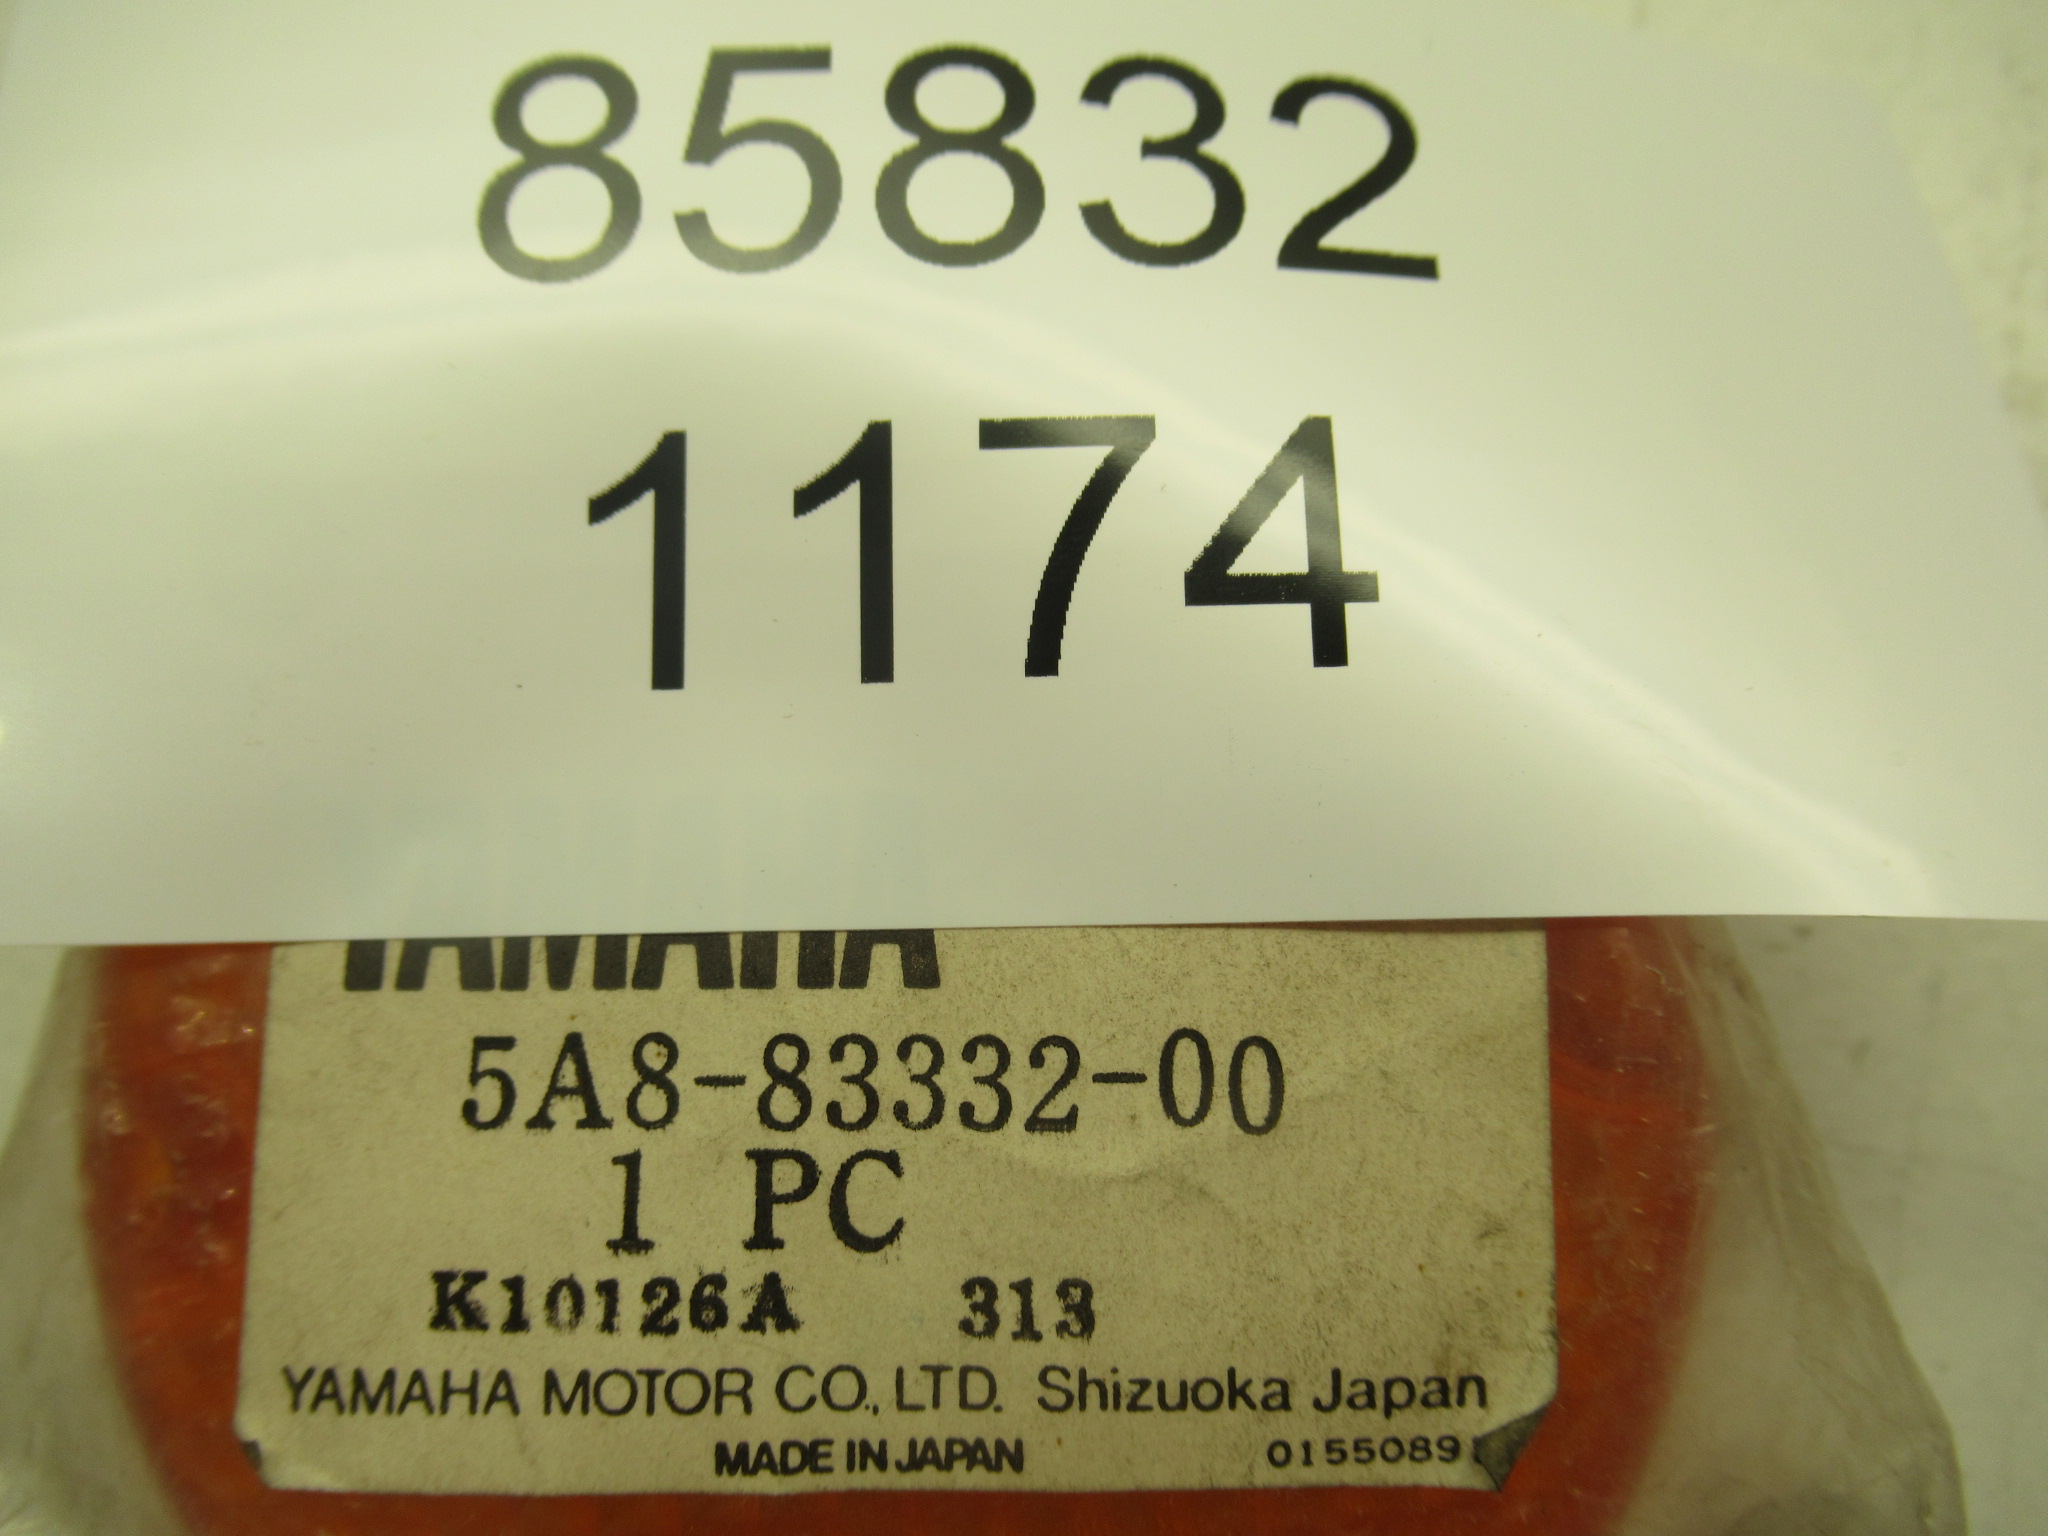 85832
1174
YAMAHA
5A8-83332-00
1 PC
K10126A 313
YAMAHA MOTOR CO., LTD. Shizuoka Japan
MADE IN JAPAN 0155089